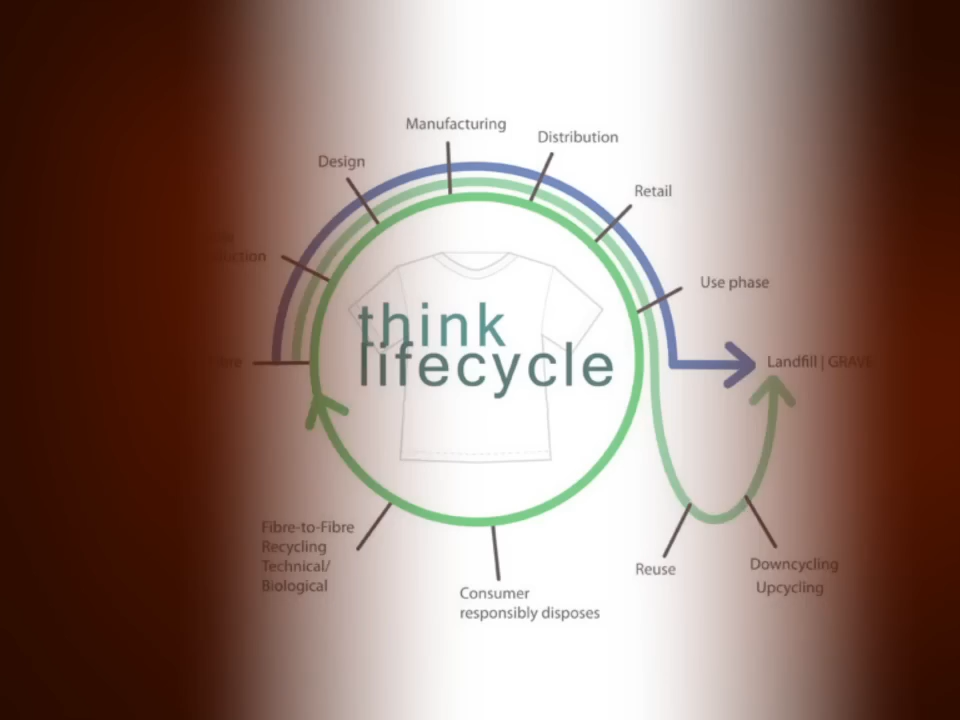 Manufacturing
Distribution
Design
Retail
Use phase
think
lifecycle
Landfill | GRAVE
Fibre-to-Fibre
Recycling
Technical/
Biological
Consumer
responsibly disposes
Reuse
Downcycling
Upcycling